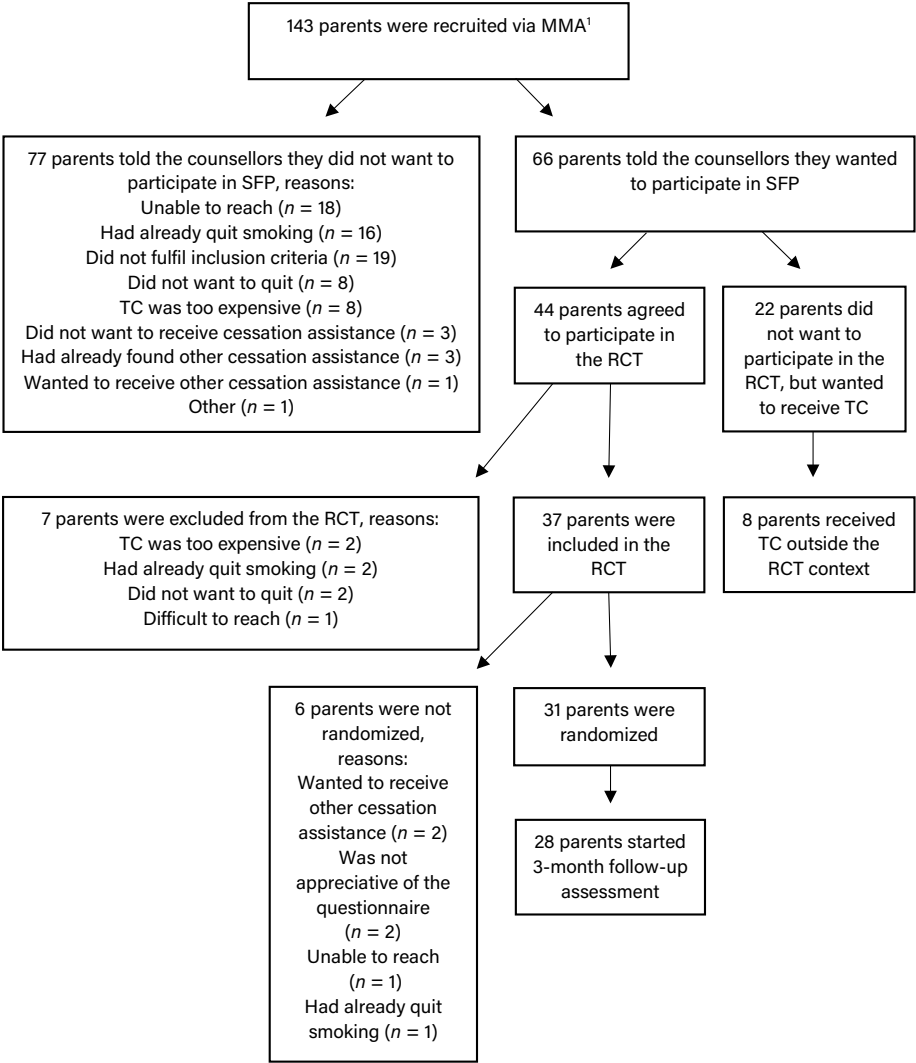 143 parents were recruited via MMA¹
77 parents told the counsellors they did not want to
participate in SFP, reasons:
Unable to reach (n = 18)
Had already quit smoking (n = 16)
Did not fulfil inclusion criteria (n = 19)
Did not want to quit (n = 8)
TC was too expensive (n = 8)
Did not want to receive cessation assistance (n = 3)
Had already found other cessation assistance (n = 3)
Wanted to receive other cessation assistance (n = 1)
Other (n = 1)
66 parents told the counsellors they wanted
to participate in SFP
44 parents agreed
to participate in
the RCT
22 parents did
not want to
participate in the
RCT, but wanted
to receive TC
7 parents were excluded from the RCT, reasons:
TC was too expensive (n = 2)
Had already quit smoking (n = 2)
Did not want to quit (n = 2)
Difficult to reach (n = 1)
37 parents were
included in the
RCT
8 parents received
TC outside the
RCT context
6 parents were not
randomized,
reasons:
Wanted to receive
other cessation
assistance (n = 2)
Was not
appreciative of the
questionnaire
(n = 2)
Unable to reach
(n = 1)
Had already quit
smoking (n = 1)
31 parents were
randomized
28 parents started
3-month follow-up
assessment